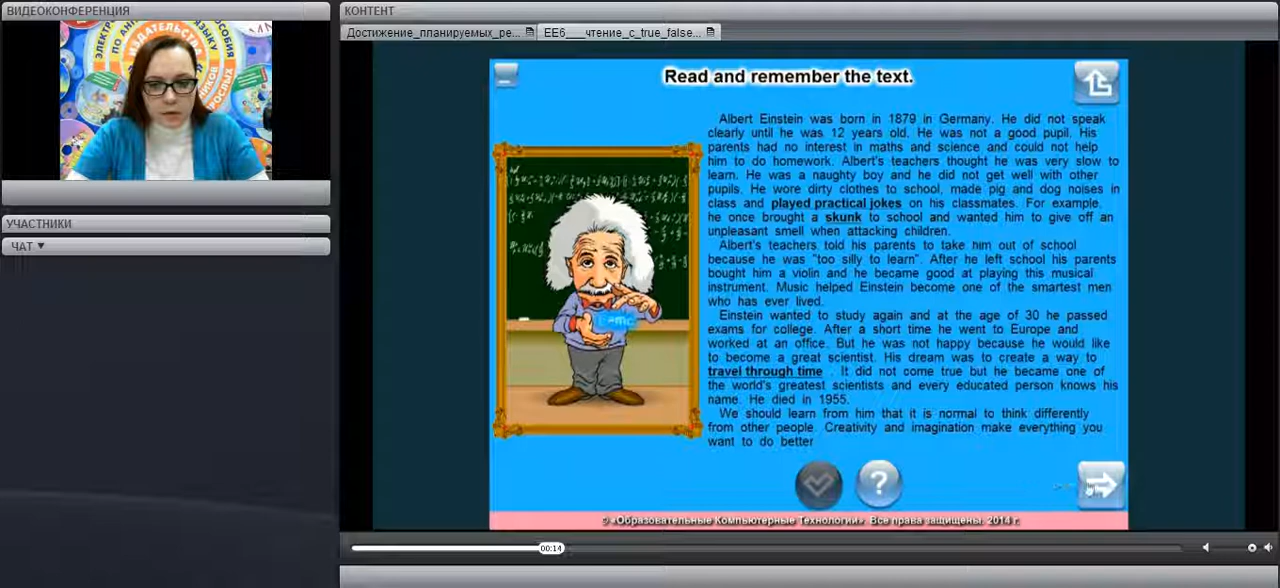 ВИДЕОКОНФЕРЕНЦИЯ
ИЗДАТЕЛЬСТВА
УЧАСТНИКИ
ЧАТ ▼
КОНТЕНТ
Достижение_планируемых_ре...
EE6___чтение_с_true_false...
Read and remember the text.
Albert Einstein was born in 1879 in Germany. He did not speak
clearly until he was 12 years old. He was not a good pupil. His
parents had no interest in maths and science and could not help
him to do homework. Albert's teachers thought he was very slow to
learn. He was a naughty boy and he did not get well with other
pupils. He wore dirty clothes to school, made pig and dog noises in
class and played practical jokes on his classmates. For example,
he once brought a skunk to school and wanted him to give off an
unpleasant smell when attacking children.
Albert's teachers told his parents to take him out of school
because he was "too silly to learn". After he left school his parents
bought him a violin and he became good at playing this musical
instrument. Music helped Einstein become one of the smartest men
who has ever lived.
Einstein wanted to study again and at the age of 30 he passed
exams for college. After a short time he went to Europe and
worked at an office. But he was not happy because he would like
to become a great scientist. His dream was to create a way to
travel through time . It did not come true but he became one of
the world's greatest scientists and every educated person knows his
name. He died in 1955.
We should learn from him that it is normal to think differently
from other people. Creativity and imagination make everything you
want to do better
?
© «Образовательные Компьютерные Технологии». Все права защищены. 2014 г.
00:14